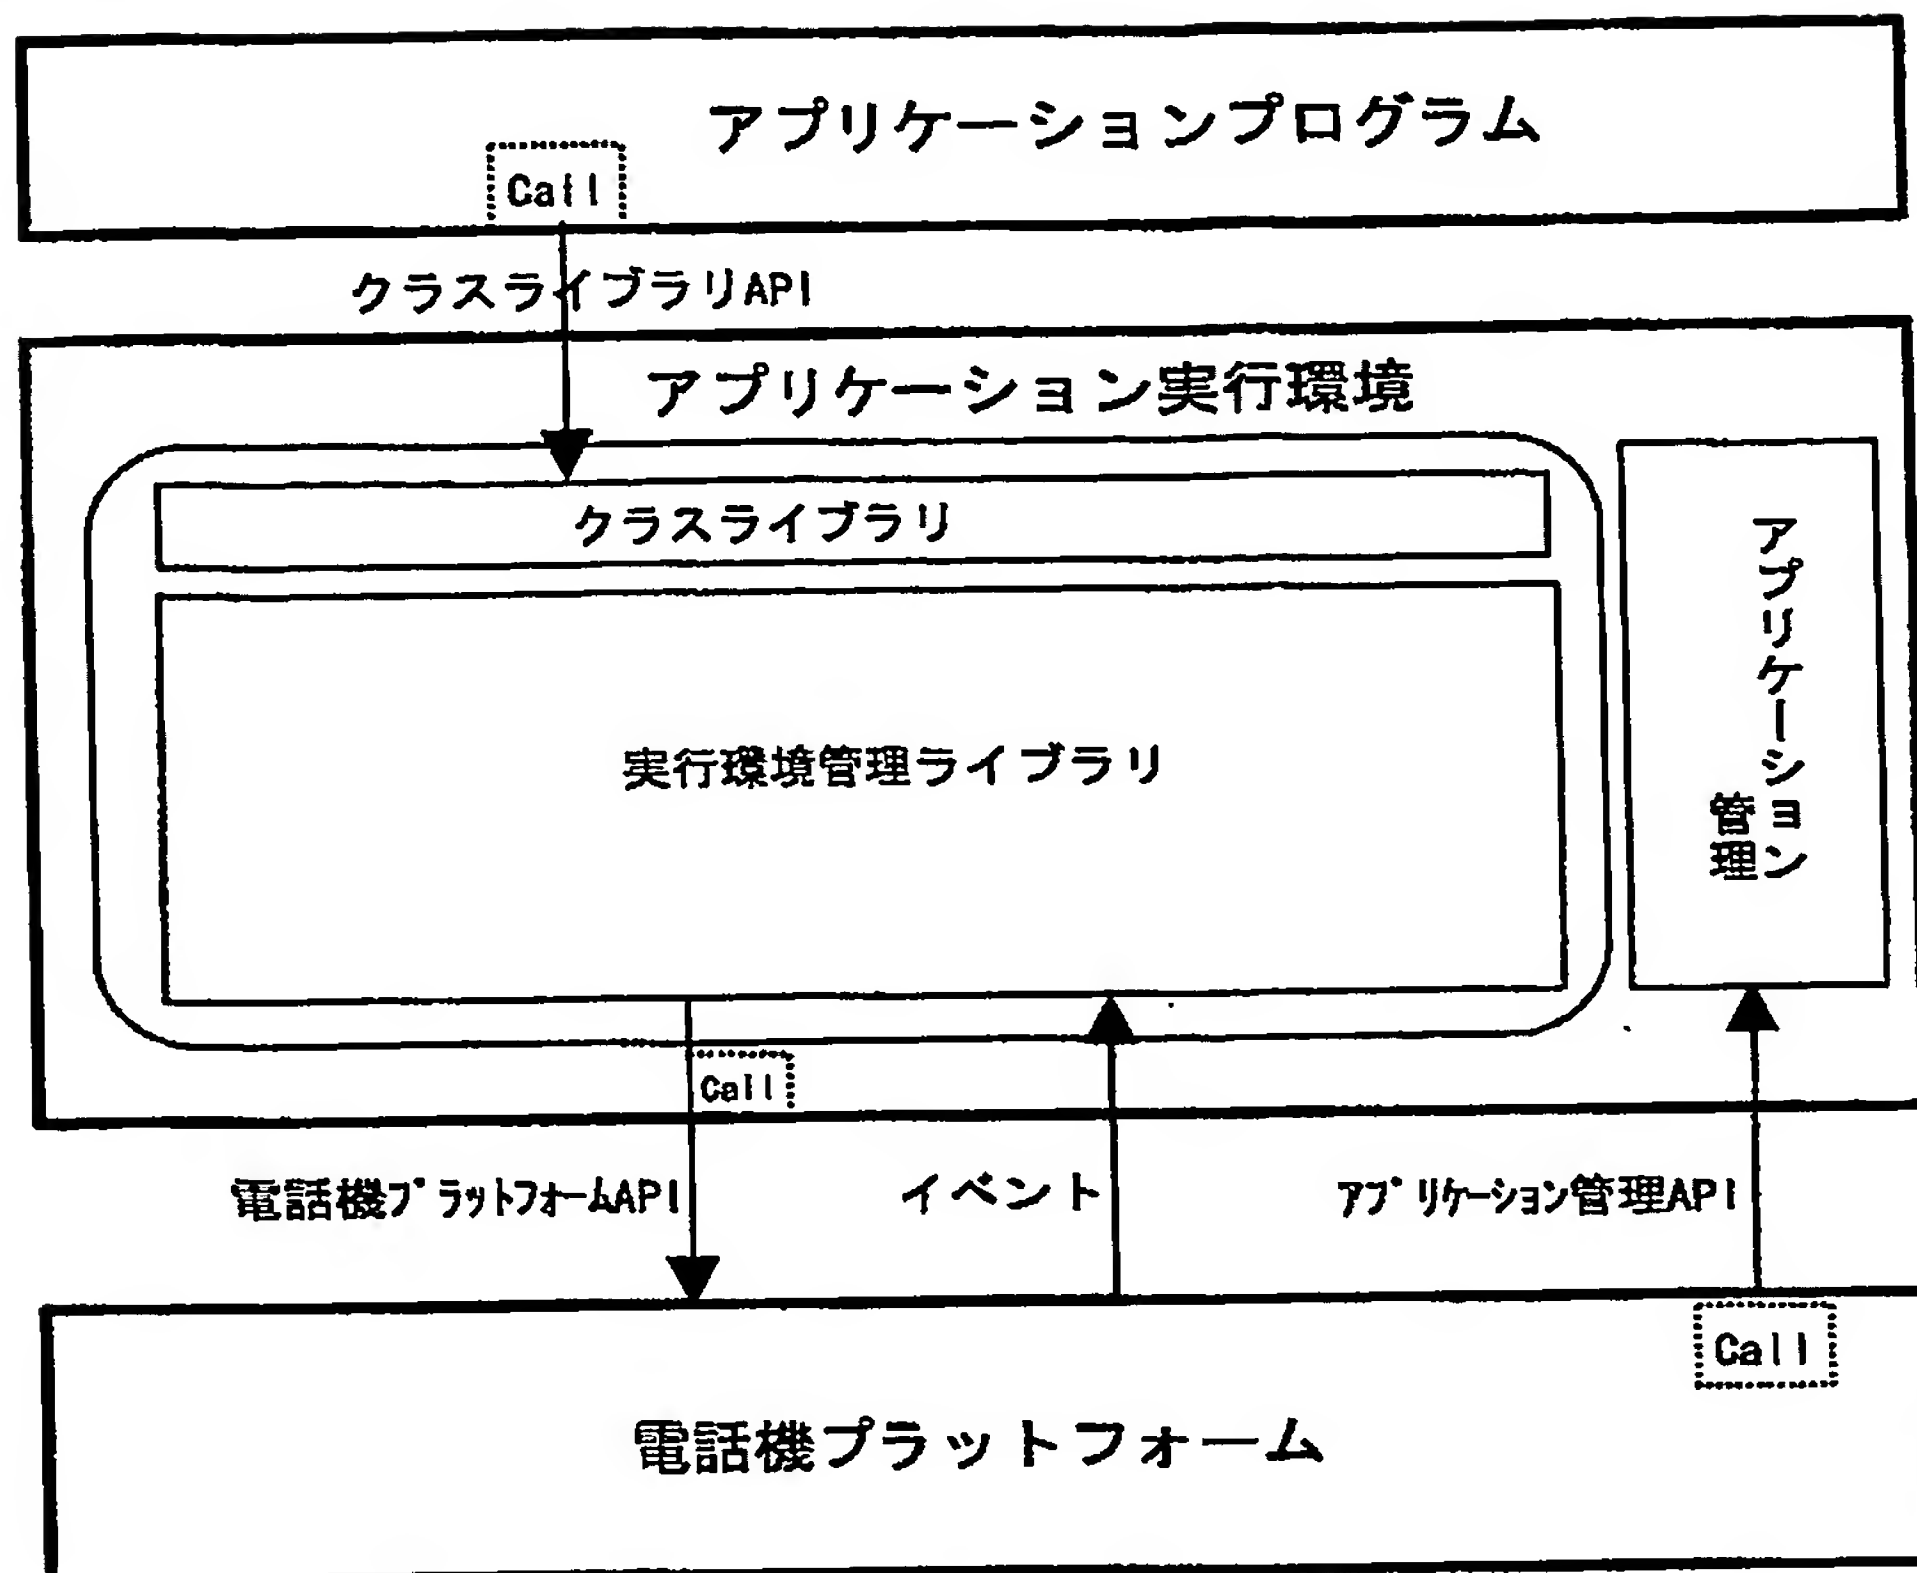 アプリケーションプログラム
Call
クラスライブラリAPI
アプリケーション実行環境
クラスライブラリ
実行環境管理ライブラリ
アプリケーション
管理
Call
電話機プラットフォームAPI
イベント
アプリケーション管理API
Call
電話機プラットフォーム